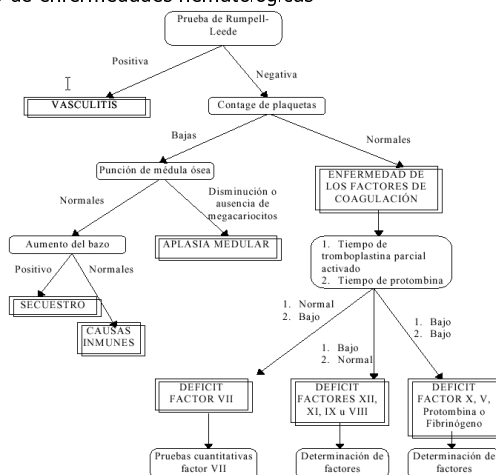 de enfermedades hematológicas
Prueba de Rumpell-
Leede
Positiva
Negativa
VASCULITIS
Contage de plaquetas
Bajas
Normales
Punción de médula ósea
ENFERMEDAD DE
LOS FACTORES DE
COAGULACIÓN
Normales
Disminución o
ausencia de
megacariocitos
Aumento del bazo
APLASIA MEDULAR
1. Tiempo de
tromboplastina parcial
activado
2. Tiempo de protombina
Positivo
Normales
SECUESTRO
CAUSAS
INMUNES
1. Normal
2. Bajo
1. Bajo
2. Normal
1. Bajo
2. Bajo
DEFICIT
FACTOR VII
DEFICIT
FACTORES XII,
XI, IX u VIII
DEFICIT
FACTOR X, V,
Protombina o
Fibrinógeno
Pruebas cuantitativas
factor VII
Determinación de
factores
Determinación de
factores